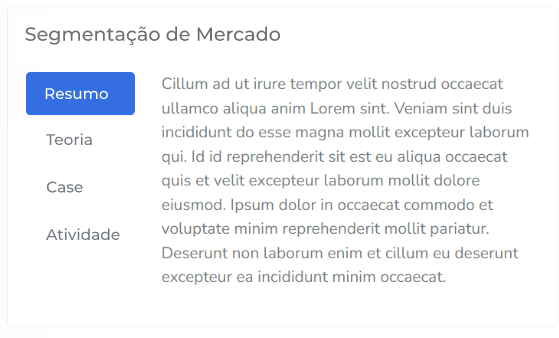 Segmentação de Mercado
Resumo
Teoria
Case
Atividade
Cillum ad ut irure tempor velit nostrud occaecat
ullamco aliqua anim Lorem sint. Veniam sint duis
incididunt do esse magna mollit excepteur laborum
qui. Id id reprehenderit sit est eu aliqua occaecat
quis et velit excepteur laborum mollit dolore
eiusmod. Ipsum dolor in occaecat commodo et
voluptate minim reprehenderit mollit pariatur.
Deserunt non laborum enim et cillum eu deserunt
excepteur ea incididunt minim occaecat.